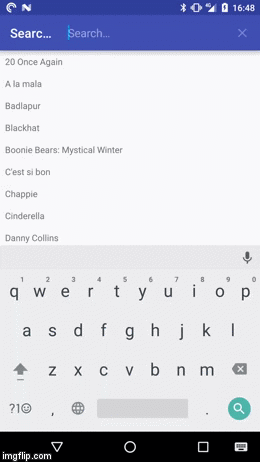 16:48
Searc... Search...
20 Once Again
A la mala
Badlapur
Blackhat
Boonie Bears: Mystical Winter
C'est si bon
Chappie
Cinderella
Danny Collins
1 2 3 4 5 6 7 8 9 0
q w e r t y u i o p
a s d f g h j k l
z x c v b n m
?1☺ , .
imgflip.com